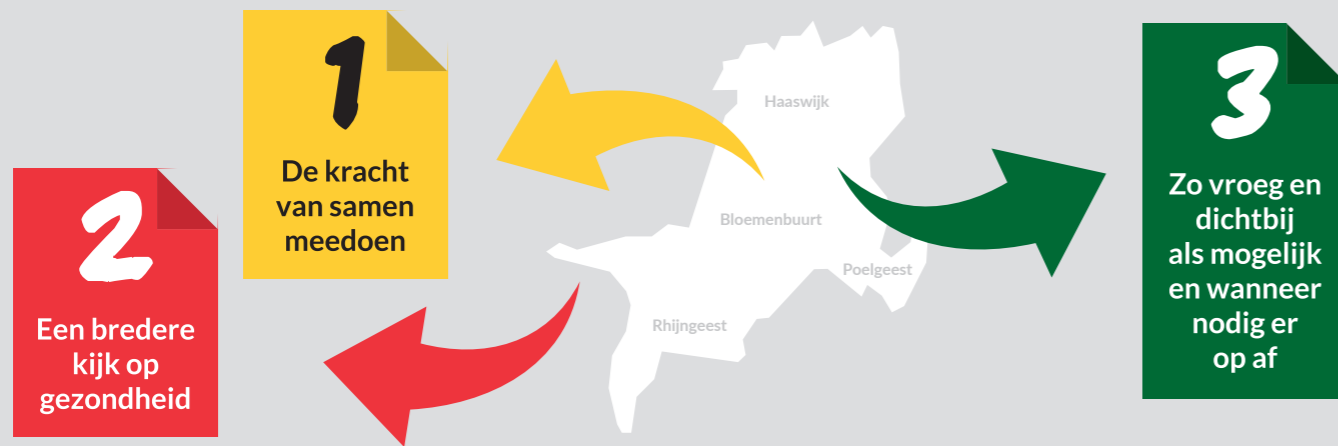 1
De kracht
van samen
meedoen
2
Een bredere
kijk op
gezondheid
Haaswijk
Bloemenbuurt
Poelgeest
Rhijngeest
3
Zo vroeg en
dichtbij
als mogelijk
en wanneer
nodig er
op af